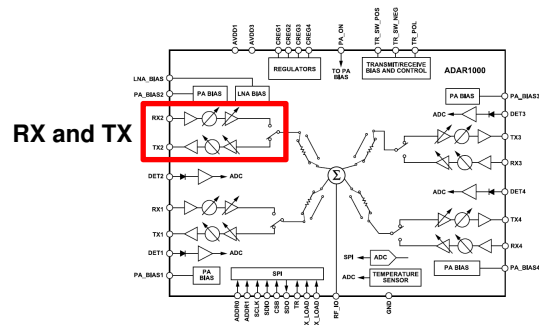 AVDD1
AVDD3
CREG1
CREG2
CREG3
CREG4
PA_ON
TR_SW_POS
TR_SW_NEG
TR_POL
REGULATORS
TO PA
BIAS
TRANSMIT/RECEIVE
BIAS AND CONTROL
ADAR1000
LNA_BIAS
PA_BIAS2
PA BIAS
LNA BIAS
PA BIAS
PA_BIAS3
RX and TX
RX2
TX2
ADC
DET3
TX3
RX3
DET2
ADC
Σ
ADC
DET4
RX1
TX1
TX4
RX4
DET1
ADC
SPI
ADC
PA_BIAS1
PA
BIAS
SPI
ADC
TEMPERATURE
SENSOR
PA BIAS
PA_BIAS4
ADDR0
ADDR1
SCLK
SDIO
CSB
SDO
TR
X_LOAD
X_LOAD
RF_IO
GND